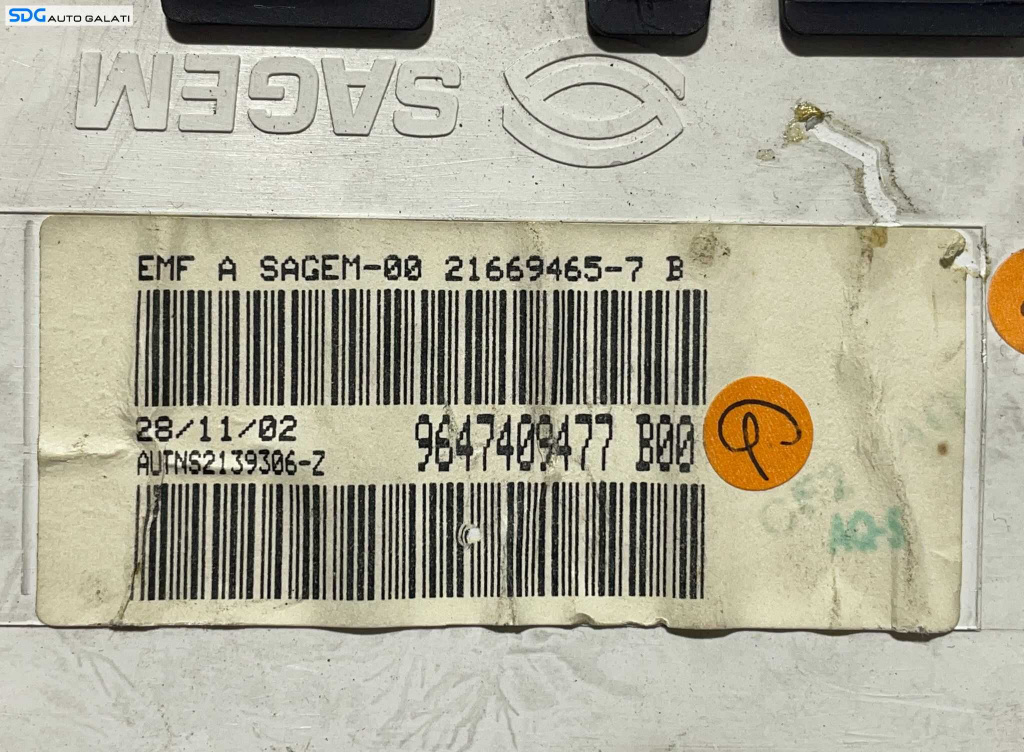 SDG AUTO GALATI
SAGEM
EMF A SAGEM-00 21669465-7 B
28/11/02
AUTNS2139306-Z
9647409477 B00